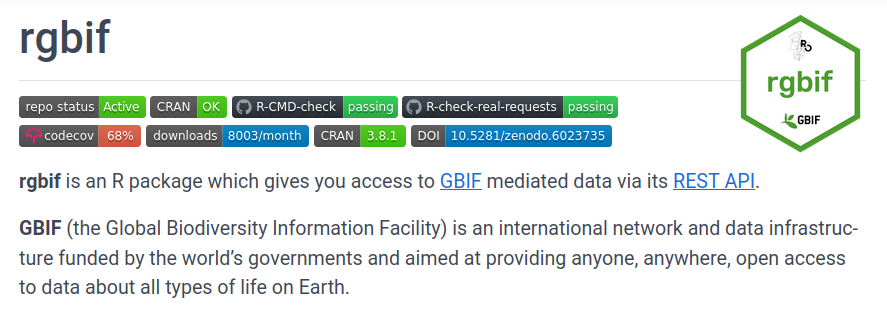 rgbif
repo status Active CRAN OK R-CMD-check passing R-check-real-requests passing
codecov 68% downloads 8003/month CRAN 3.8.1 DOI 10.5281/zenodo.6023735
R
rgbif
GBIF
rgbif is an R package which gives you access to GBIF mediated data via its REST API.
GBIF (the Global Biodiversity Information Facility) is an international network and data infrastruc-
ture funded by the world's governments and aimed at providing anyone, anywhere, open access
to data about all types of life on Earth.